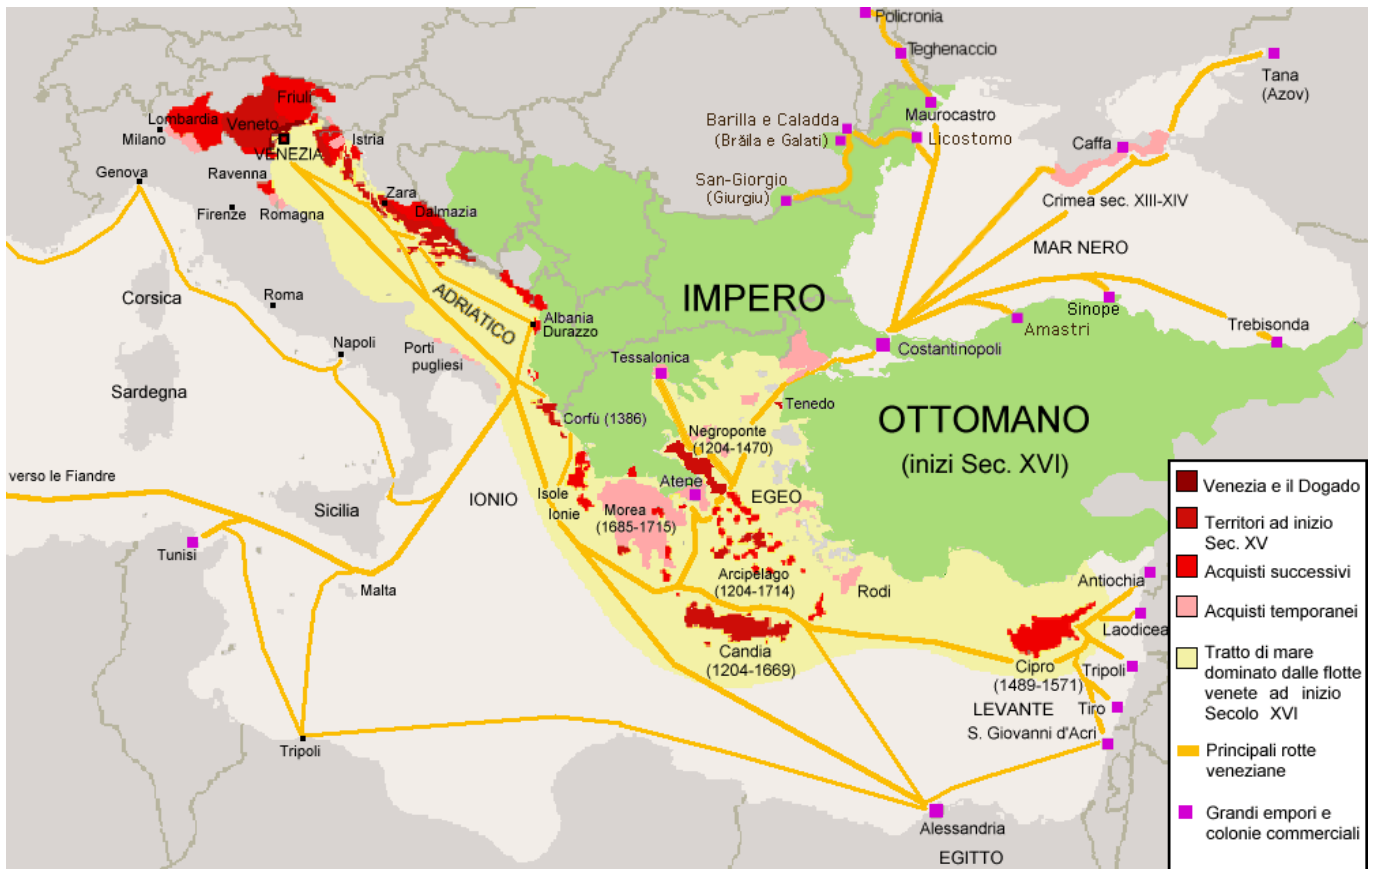 Policronia
Teghenaccio
Tana
(Azov)
Friuli
Lombardia
Milano
Veneto
VENEZIA
Istria
Maurocastro
Barilla e Caladda
(Brăila e Galati)
Licostomo
Caffa
Genova
Ravenna
Zara
San-Giorgio
(Giurgiu)
Crimea sec. XIII-XIV
Firenze
Romagna
Dalmazia
MAR NERO
Corsica
Roma
ADRIATICO
IMPERO
Sinope
Albania
Durazzo
Amastri
Trebisonda
Napoli
Porti
pugliesi
Tessalonica
Costantinopoli
Sardegna
Corfù (1386)
Tenedo
OTTOMANO
(inizi Sec. XVI)
Negroponte
(1204-1470)
verso le Fiandre
Atene
IONIO
Isole
Ionie
EGEO
Sicilia
Morea
(1685-1715)
Tunisi
Malta
Arcipelago
(1204-1714)
Rodi
Antiochia
Laodicea
Candia
(1204-1669)
Cipro
(1489-1571)
Tripoli
LEVANTE
Tiro
S. Giovanni d'Acri
Tripoli
Alessandria
EGITTO
Venezia e il Dogado
Territori ad inizio
Sec. XV
Acquisti successivi
Acquisti temporanei
Tratto di mare
dominato dalle flotte
venete ad inizio
Secolo XVI
Principali rotte
veneziane
Grandi empori e
colonie commerciali